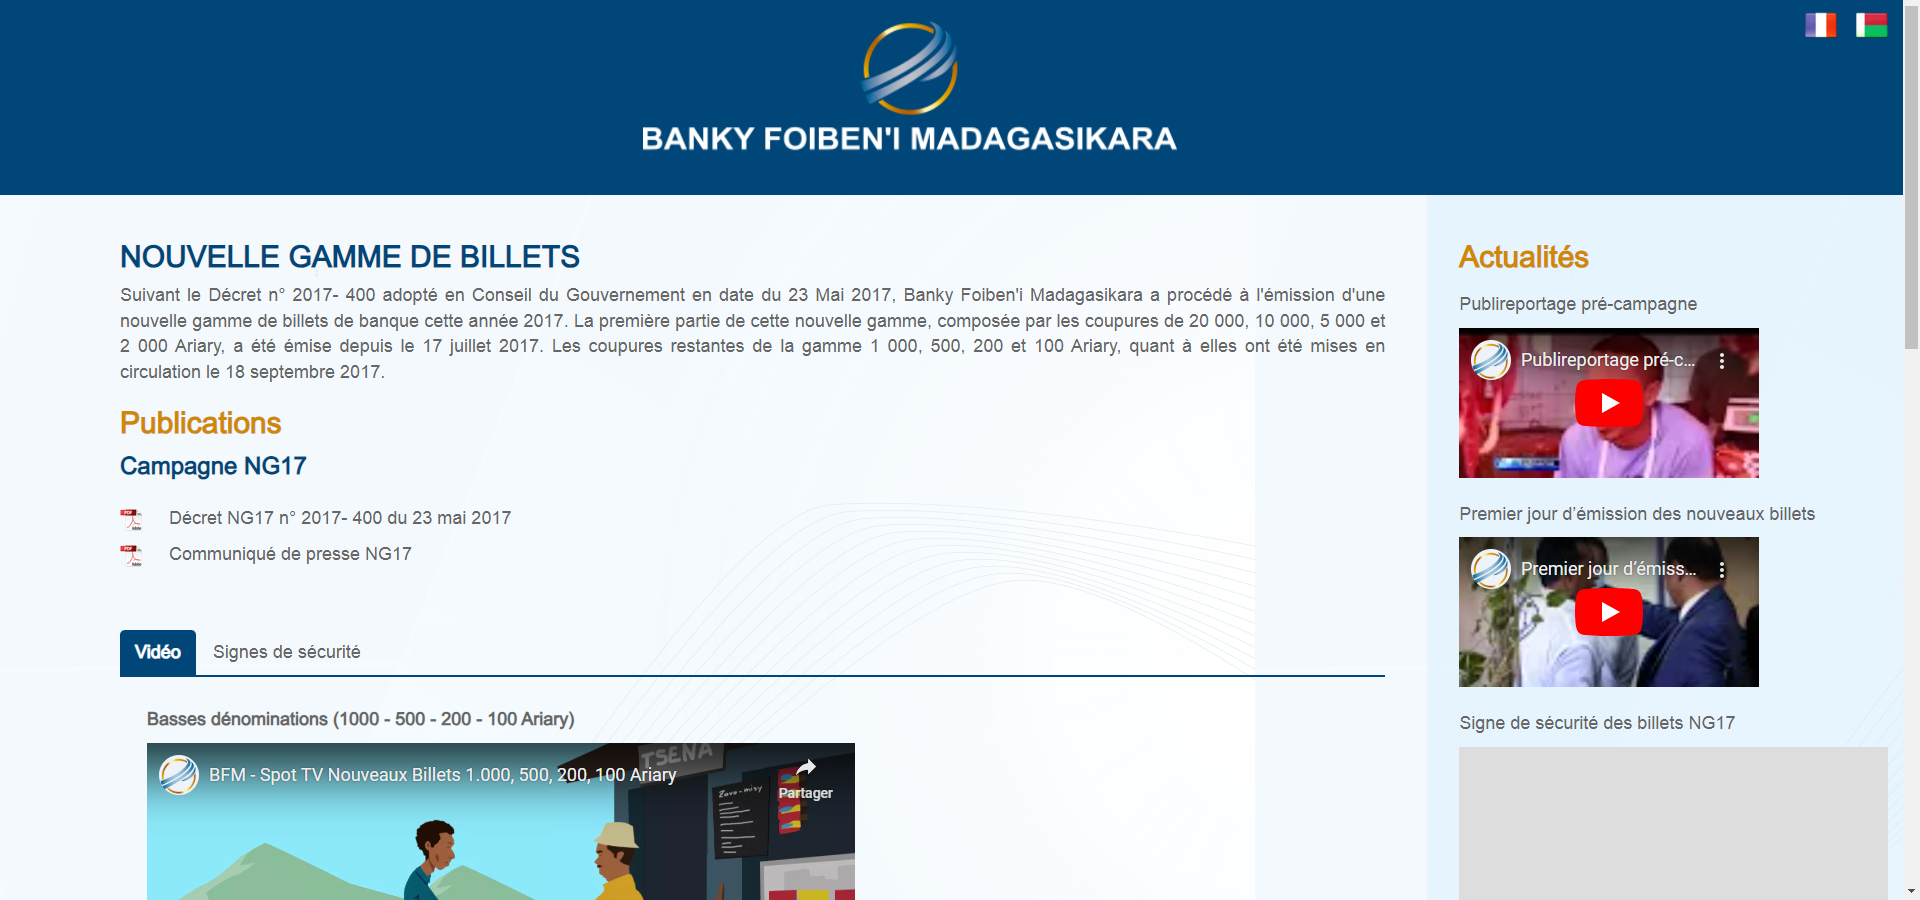 BANKY FOIBEN'I MADAGASIKARA
NOUVELLE GAMME DE BILLETS
Suivant le Décret n° 2017- 400 adopté en Conseil du Gouvernement en date du 23 Mai 2017, Banky Foiben'i Madagasikara a procédé à l'émission d'une
nouvelle gamme de billets de banque cette année 2017. La première partie de cette nouvelle gamme, composée par les coupures de 20 000, 10 000, 5 000 et
2 000 Ariary, a été émise depuis le 17 juillet 2017. Les coupures restantes de la gamme 1 000, 500, 200 et 100 Ariary, quant à elles ont été mises en
circulation le 18 septembre 2017.
Publications
Campagne NG17
Décret NG17 n° 2017- 400 du 23 mai 2017
Communiqué de presse NG17
Vidéo
Signes de sécurité
Basses dénominations (1000 - 500 - 200 - 100 Ariary)
TSENA
BFM - Spot TV Nouveaux Billets 1.000, 500, 200, 100 Ariary
Partager
Zava-misy
Actualités
Publireportage pré-campagne
Publireportage pré-c...
Premier jour d’émission des nouveaux billets
Premier jour d’émiss...
Signe de sécurité des billets NG17